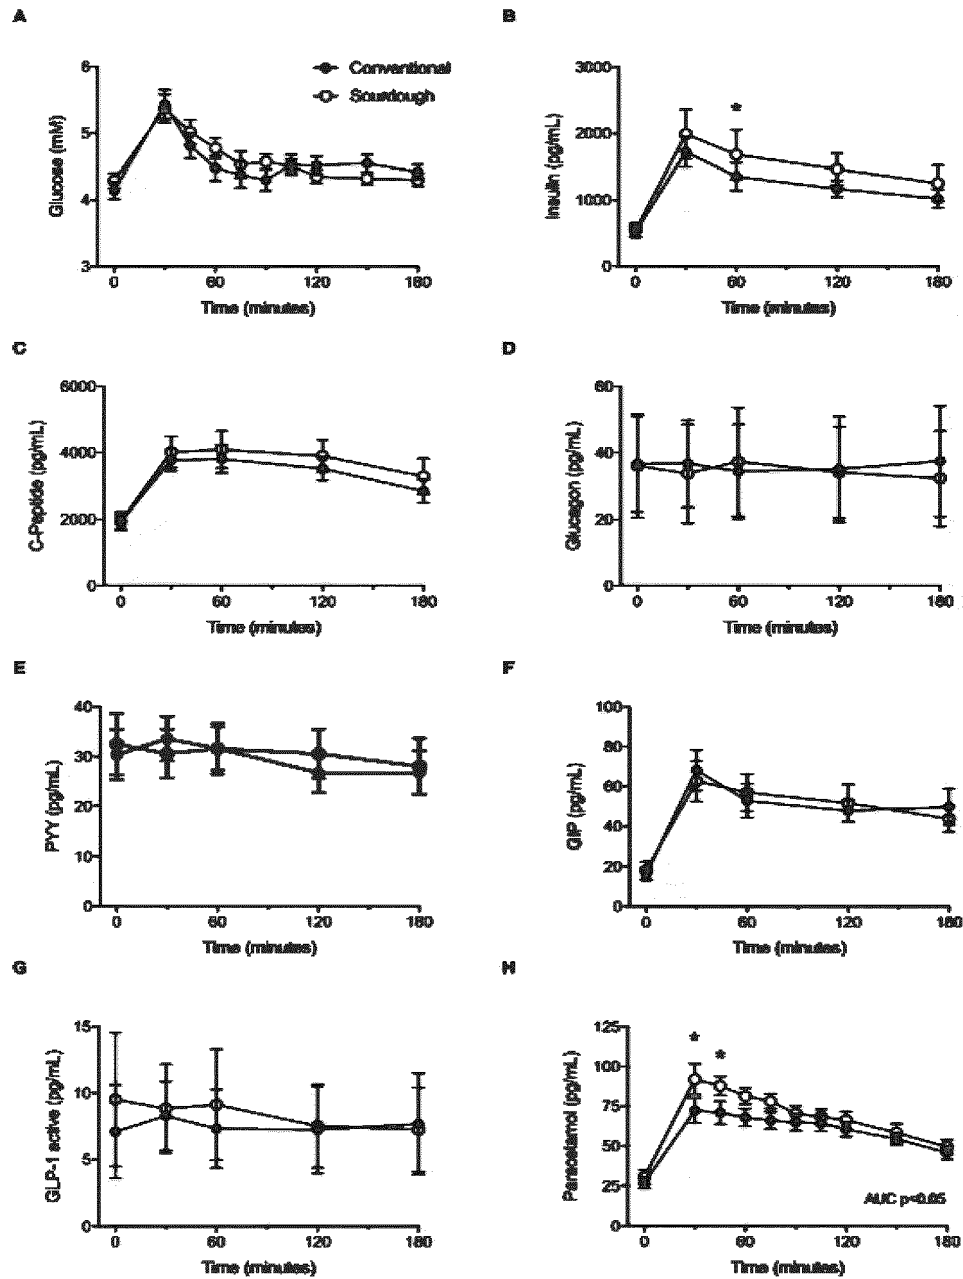 A
B
Conventional
Sourdough
6
5
4
3
Glucose (mM)
0
60
120
180
Time (minutes)
3000
2000
1000
0
Insulin (pg/mL)
*
0
60
120
180
Time (minutes)
C
D
6000
4000
2000
0
C-Peptide (pg/mL)
0
60
120
180
Time (minutes)
60
40
20
0
Glucagon (pg/mL)
0
60
120
180
Time (minutes)
E
F
40
30
20
10
0
PYY (pg/mL)
0
60
120
180
Time (minutes)
100
80
60
40
20
0
GIP (pg/mL)
0
60
120
180
Time (minutes)
G
H
15
10
5
0
GLP-1 active (pg/mL)
0
60
120
180
Time (minutes)
125
100
75
50
25
0
Paracetamol (pg/mL)
*
*
AUC p<0.05
0
60
120
180
Time (minutes)